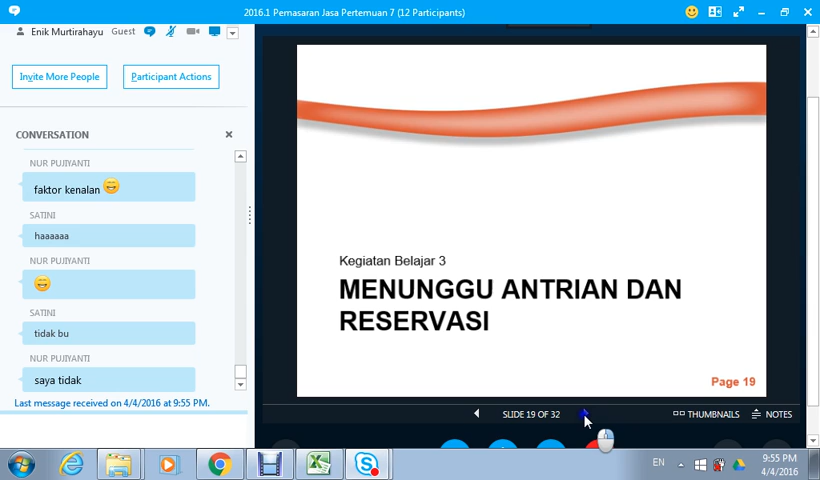 2016.1 Pemasaran Jasa Pertemuan 7 (12 Participants)
Enik Murtirahayu Guest
Invite More People
Participant Actions
CONVERSATION
NUR PUJIYANTI
faktor kenalan
SATINI
haaaaaa
NUR PUJIYANTI
SATINI
tidak bu
NUR PUJIYANTI
saya tidak
Last message received on 4/4/2016 at 9:55 PM.
Kegiatan Belajar 3
MENUNGGU ANTRIAN DAN
RESERVASI
Page 19
SLIDE 19 OF 32
THUMBNAILS
NOTES
EN
9:55 PM
4/4/2016